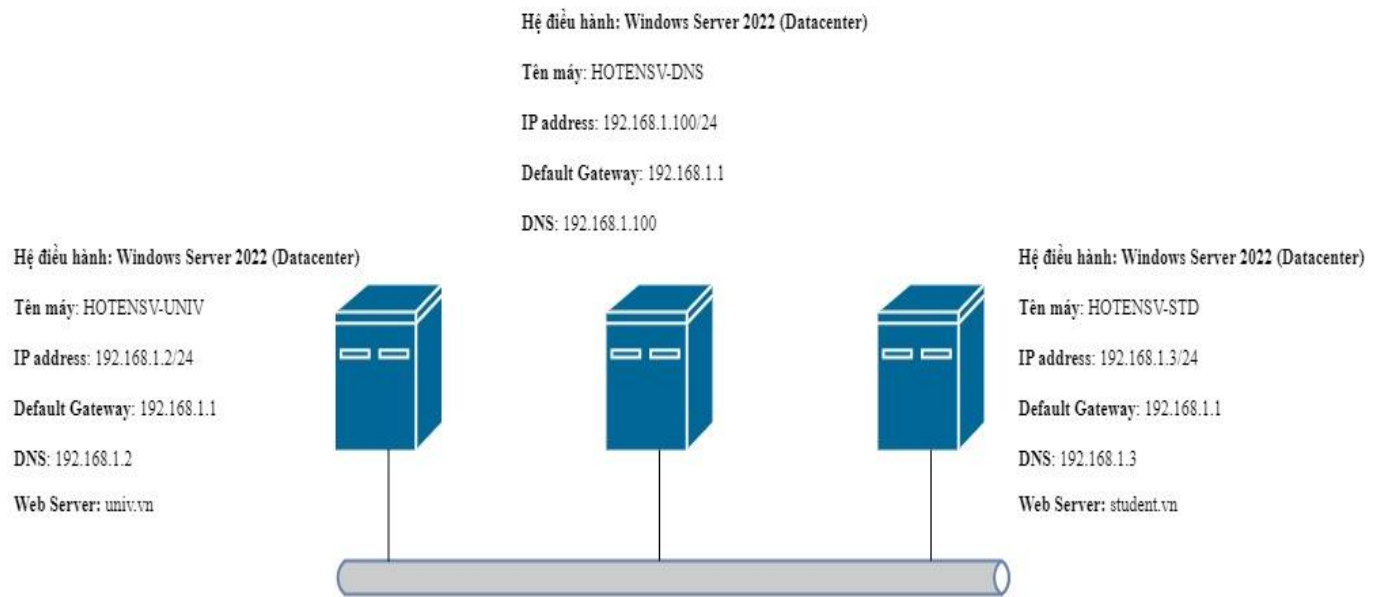 Hệ điều hành: Windows Server 2022 (Datacenter)
Tên máy: HOTENSV-DNS
IP address: 192.168.1.100/24
Default Gateway: 192.168.1.1
DNS: 192.168.1.100
Hệ điều hành: Windows Server 2022 (Datacenter)
Tên máy: HOTENSV-UNIV
IP address: 192.168.1.2/24
Default Gateway: 192.168.1.1
DNS: 192.168.1.2
Web Server: univ.vn
Hệ điều hành: Windows Server 2022 (Datacenter)
Tên máy: HOTENSV-STD
IP address: 192.168.1.3/24
Default Gateway: 192.168.1.1
DNS: 192.168.1.3
Web Server: student.vn